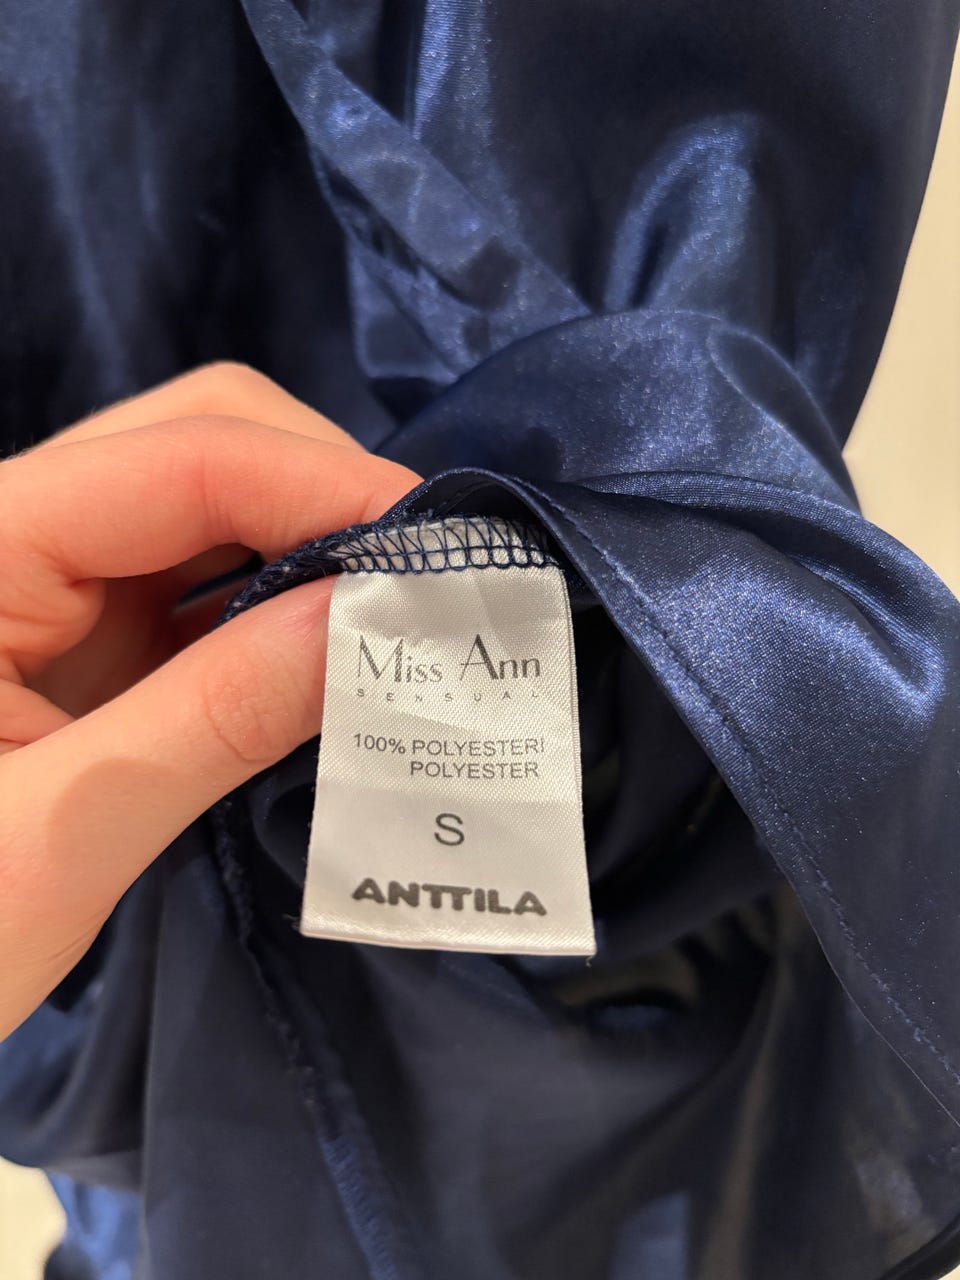 Miss Ann
SENSUAL
100% POLYESTERI
POLYESTER
S
ANTTILA